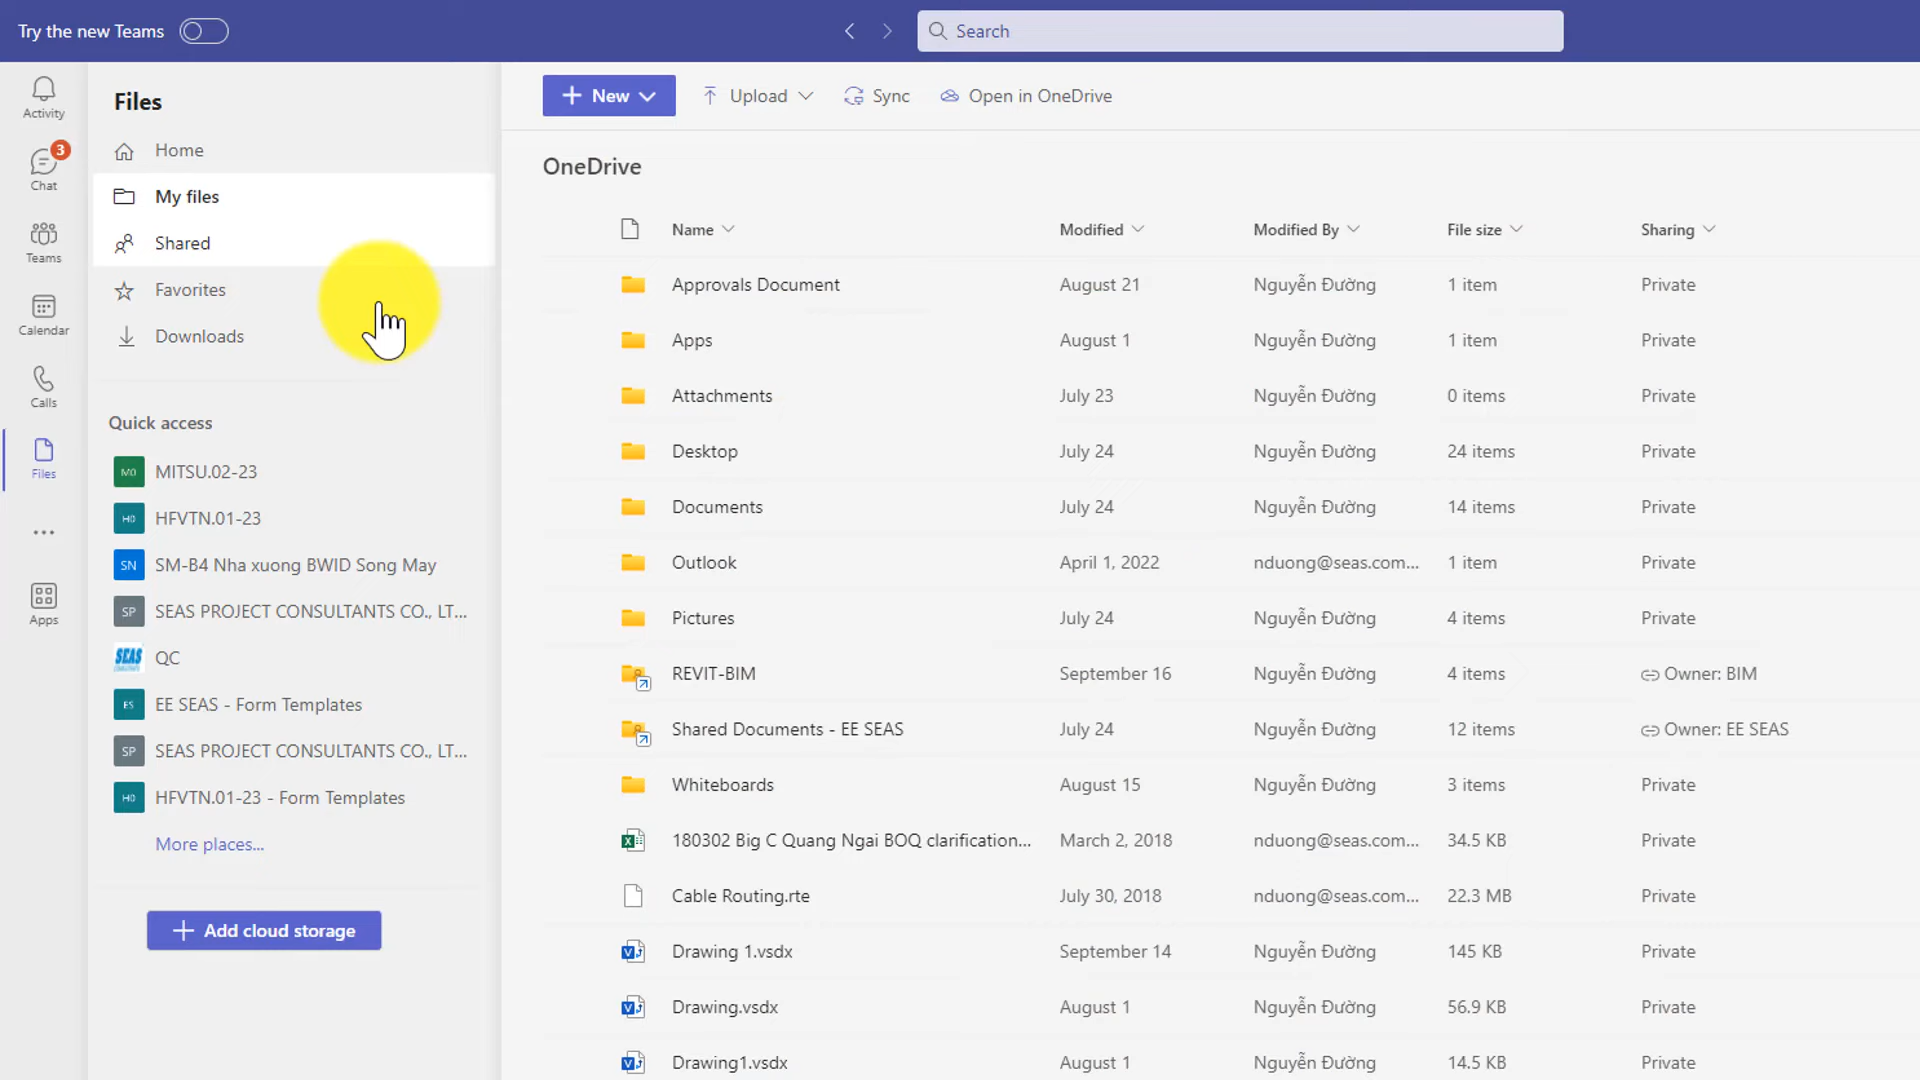 Try the new Teams
Search
Activity
3
Chat
Teams
Calendar
Calls
Files
Apps
Files
Home
My files
Shared
Favorites
Downloads
Quick access
M0 MITSU.02-23
H0 HFVTN.01-23
SN SM-B4 Nha xuong BWID Song May
SP SEAS PROJECT CONSULTANTS CO., LT...
SEAS QC
ES EE SEAS - Form Templates
SP SEAS PROJECT CONSULTANTS CO., LT...
H0 HFVTN.01-23 - Form Templates
More places...
Add cloud storage
New Upload Sync Open in OneDrive
OneDrive
Name Modified Modified By File size Sharing
Approvals Document August 21 Nguyễn Đường 1 item Private
Apps August 1 Nguyễn Đường 1 item Private
Attachments July 23 Nguyễn Đường 0 items Private
Desktop July 24 Nguyễn Đường 24 items Private
Documents July 24 Nguyễn Đường 14 items Private
Outlook April 1, 2022 nduong@seas.com... 1 item Private
Pictures July 24 Nguyễn Đường 4 items Private
REVIT-BIM September 16 Nguyễn Đường 4 items Owner: BIM
Shared Documents - EE SEAS July 24 Nguyễn Đường 12 items Owner: EE SEAS
Whiteboards August 15 Nguyễn Đường 3 items Private
180302 Big C Quang Ngai BOQ clarification... March 2, 2018 nduong@seas.com... 34.5 KB Private
Cable Routing.rte July 30, 2018 nduong@seas.com... 22.3 MB Private
Drawing 1.vsdx September 14 Nguyễn Đường 145 KB Private
Drawing.vsdx August 1 Nguyễn Đường 56.9 KB Private
Drawing1.vsdx August 1 Nguyễn Đường 14.5 KB Private